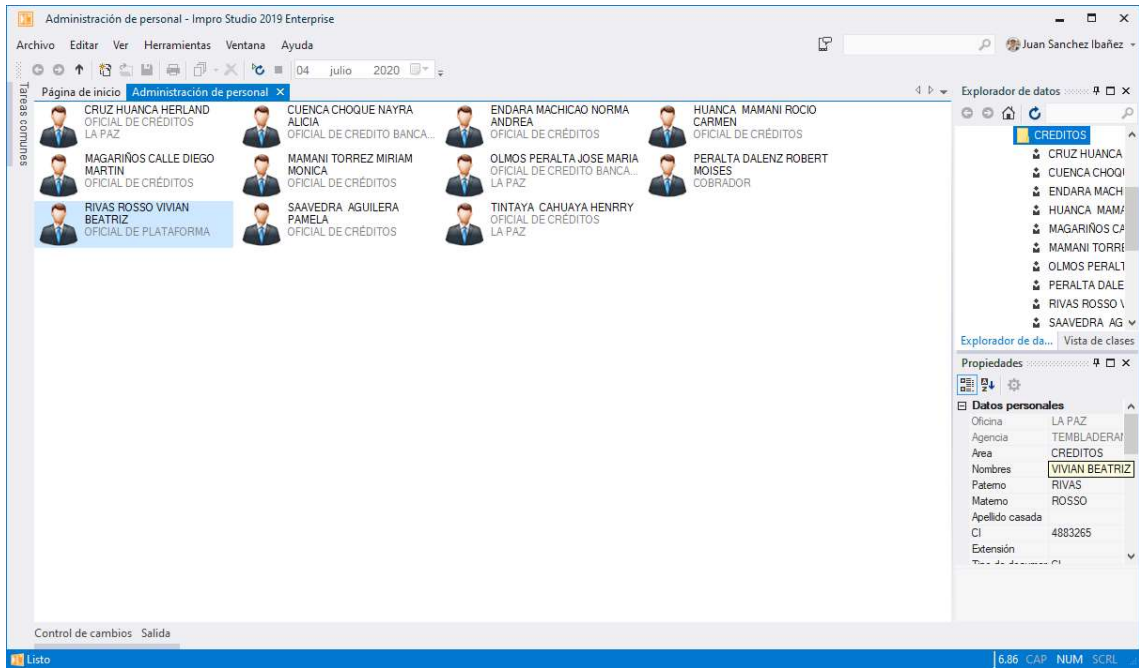 Administración de personal - Impro Studio 2019 Enterprise
Archivo Editar Ver Herramientas Ventana Ayuda
Juan Sanchez Ibañez
04 julio 2020
Tareas comunes
Página de inicio Administración de personal
CRUZ HUANCA HERLAND
OFICIAL DE CRÉDITOS
LA PAZ
CUENCA CHOQUE NAYRA
ALICIA
OFICIAL DE CREDITO BANCA...
ENDARA MACHICAO NORMA
ANDREA
OFICIAL DE CRÉDITOS
HUANCA MAMANI ROCIO
CARMEN
OFICIAL DE CRÉDITOS
MAGARIÑOS CALLE DIEGO
MARTIN
OFICIAL DE CRÉDITOS
MAMANI TORREZ MIRIAM
MONICA
OFICIAL DE CRÉDITOS
OLMOS PERALTA JOSE MARIA
OFICIAL DE CREDITO BANCA...
LA PAZ
PERALTA DALENZ ROBERT
MOISES
COBRADOR
RIVAS ROSSO VIVIAN
BEATRIZ
OFICIAL DE PLATAFORMA
SAAVEDRA AGUILERA
PAMELA
OFICIAL DE CRÉDITOS
TINTAYA CAHUAYA HENRRY
OFICIAL DE CRÉDITOS
LA PAZ
Explorador de datos
CREDITOS
CRUZ HUANCA
CUENCA CHOQU
ENDARA MACH
HUANCA MAMA
MAGARIÑOS CA
MAMANI TORRE
OLMOS PERALT
PERALTA DALE
RIVAS ROSSO V
SAAVEDRA AG
Explorador de da... Vista de clases
Propiedades
Datos personales
Oficina LA PAZ
Agencia TEMBLADERAN
Area CREDITOS
Nombres VIVIAN BEATRIZ
Paterno RIVAS
Materno ROSSO
Apellido casada
CI 4883265
Extensión
Control de cambios Salida
Listo
6.86 CAP NUM SCRL